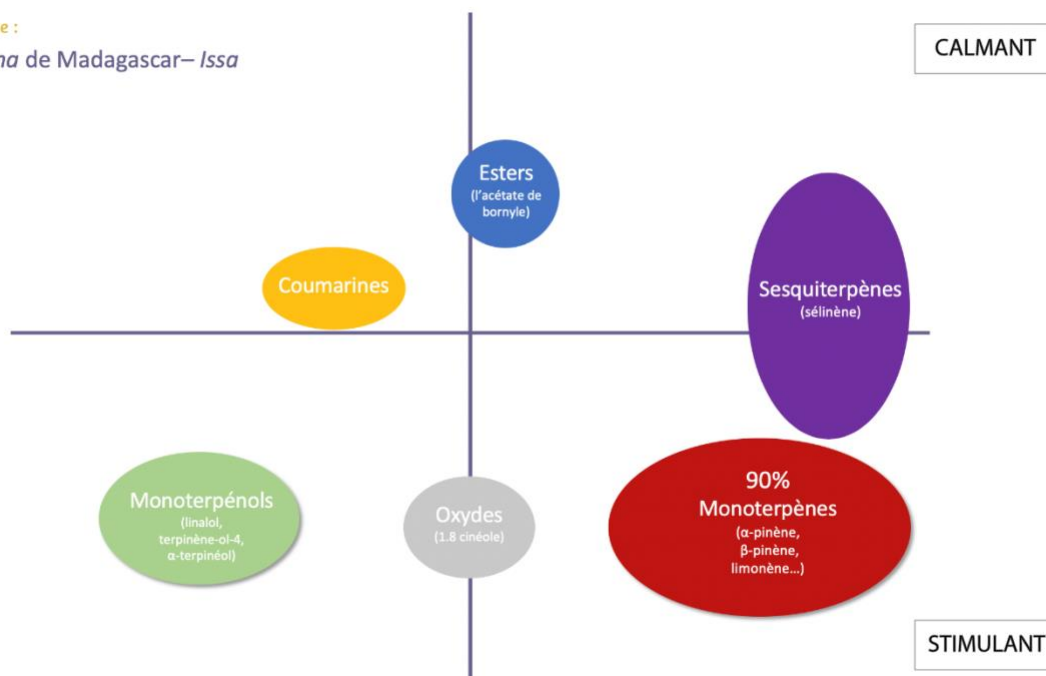 e :
na de Madagascar– Issa
CALMANT
Esters
(l'acétate de
bornyle)
Coumarines
Sesquiterpènes
(sélinène)
Monoterpénols
(linalol,
terpinène-ol-4,
α-terpinéol)
Oxydes
(1.8 cinéole)
90%
Monoterpènes
(α-pinène,
β-pinène,
limonène...)
STIMULANT